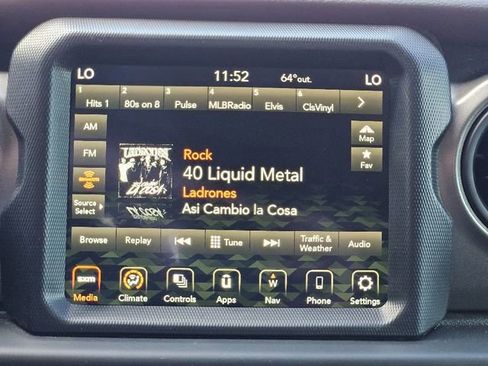 LO 11:52 64°out. LO
1 2 3 4 5 6
Hits 1 80s on 8 Pulse MLBRadio Elvis ClsVinyl
AM
FM
Source
Select
Map
Fav
LADRONES
Rock
40 Liquid Metal
Ladrones
Asi Cambio la Cosa
Browse Replay Tune Traffic &
Weather Audio
sxm U W
Media Climate Controls Apps Nav Phone Settings